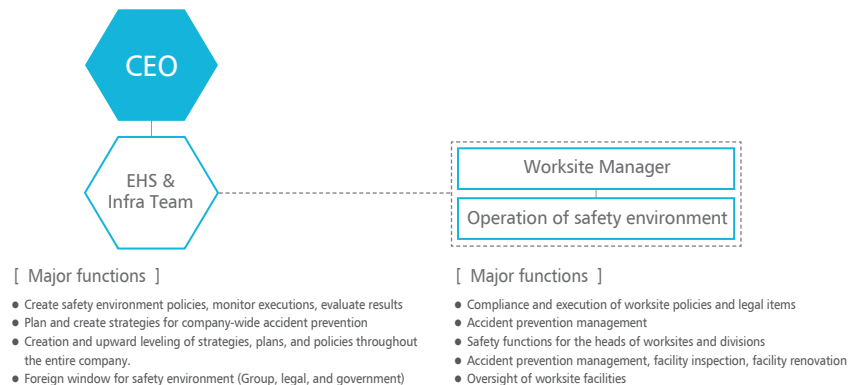 CEO
EHS &
Infra Team
Worksite Manager
Operation of safety environment
[ Major functions ]
● Create safety environment policies, monitor executions, evaluate results
● Plan and create strategies for company-wide accident prevention
● Creation and upward leveling of strategies, plans, and policies throughout
the entire company.
● Foreign window for safety environment (Group, legal, and government)
[ Major functions ]
● Compliance and execution of worksite policies and legal items
● Accident prevention management
● Safety functions for the heads of worksites and divisions
● Accident prevention management, facility inspection, facility renovation
● Oversight of worksite facilities